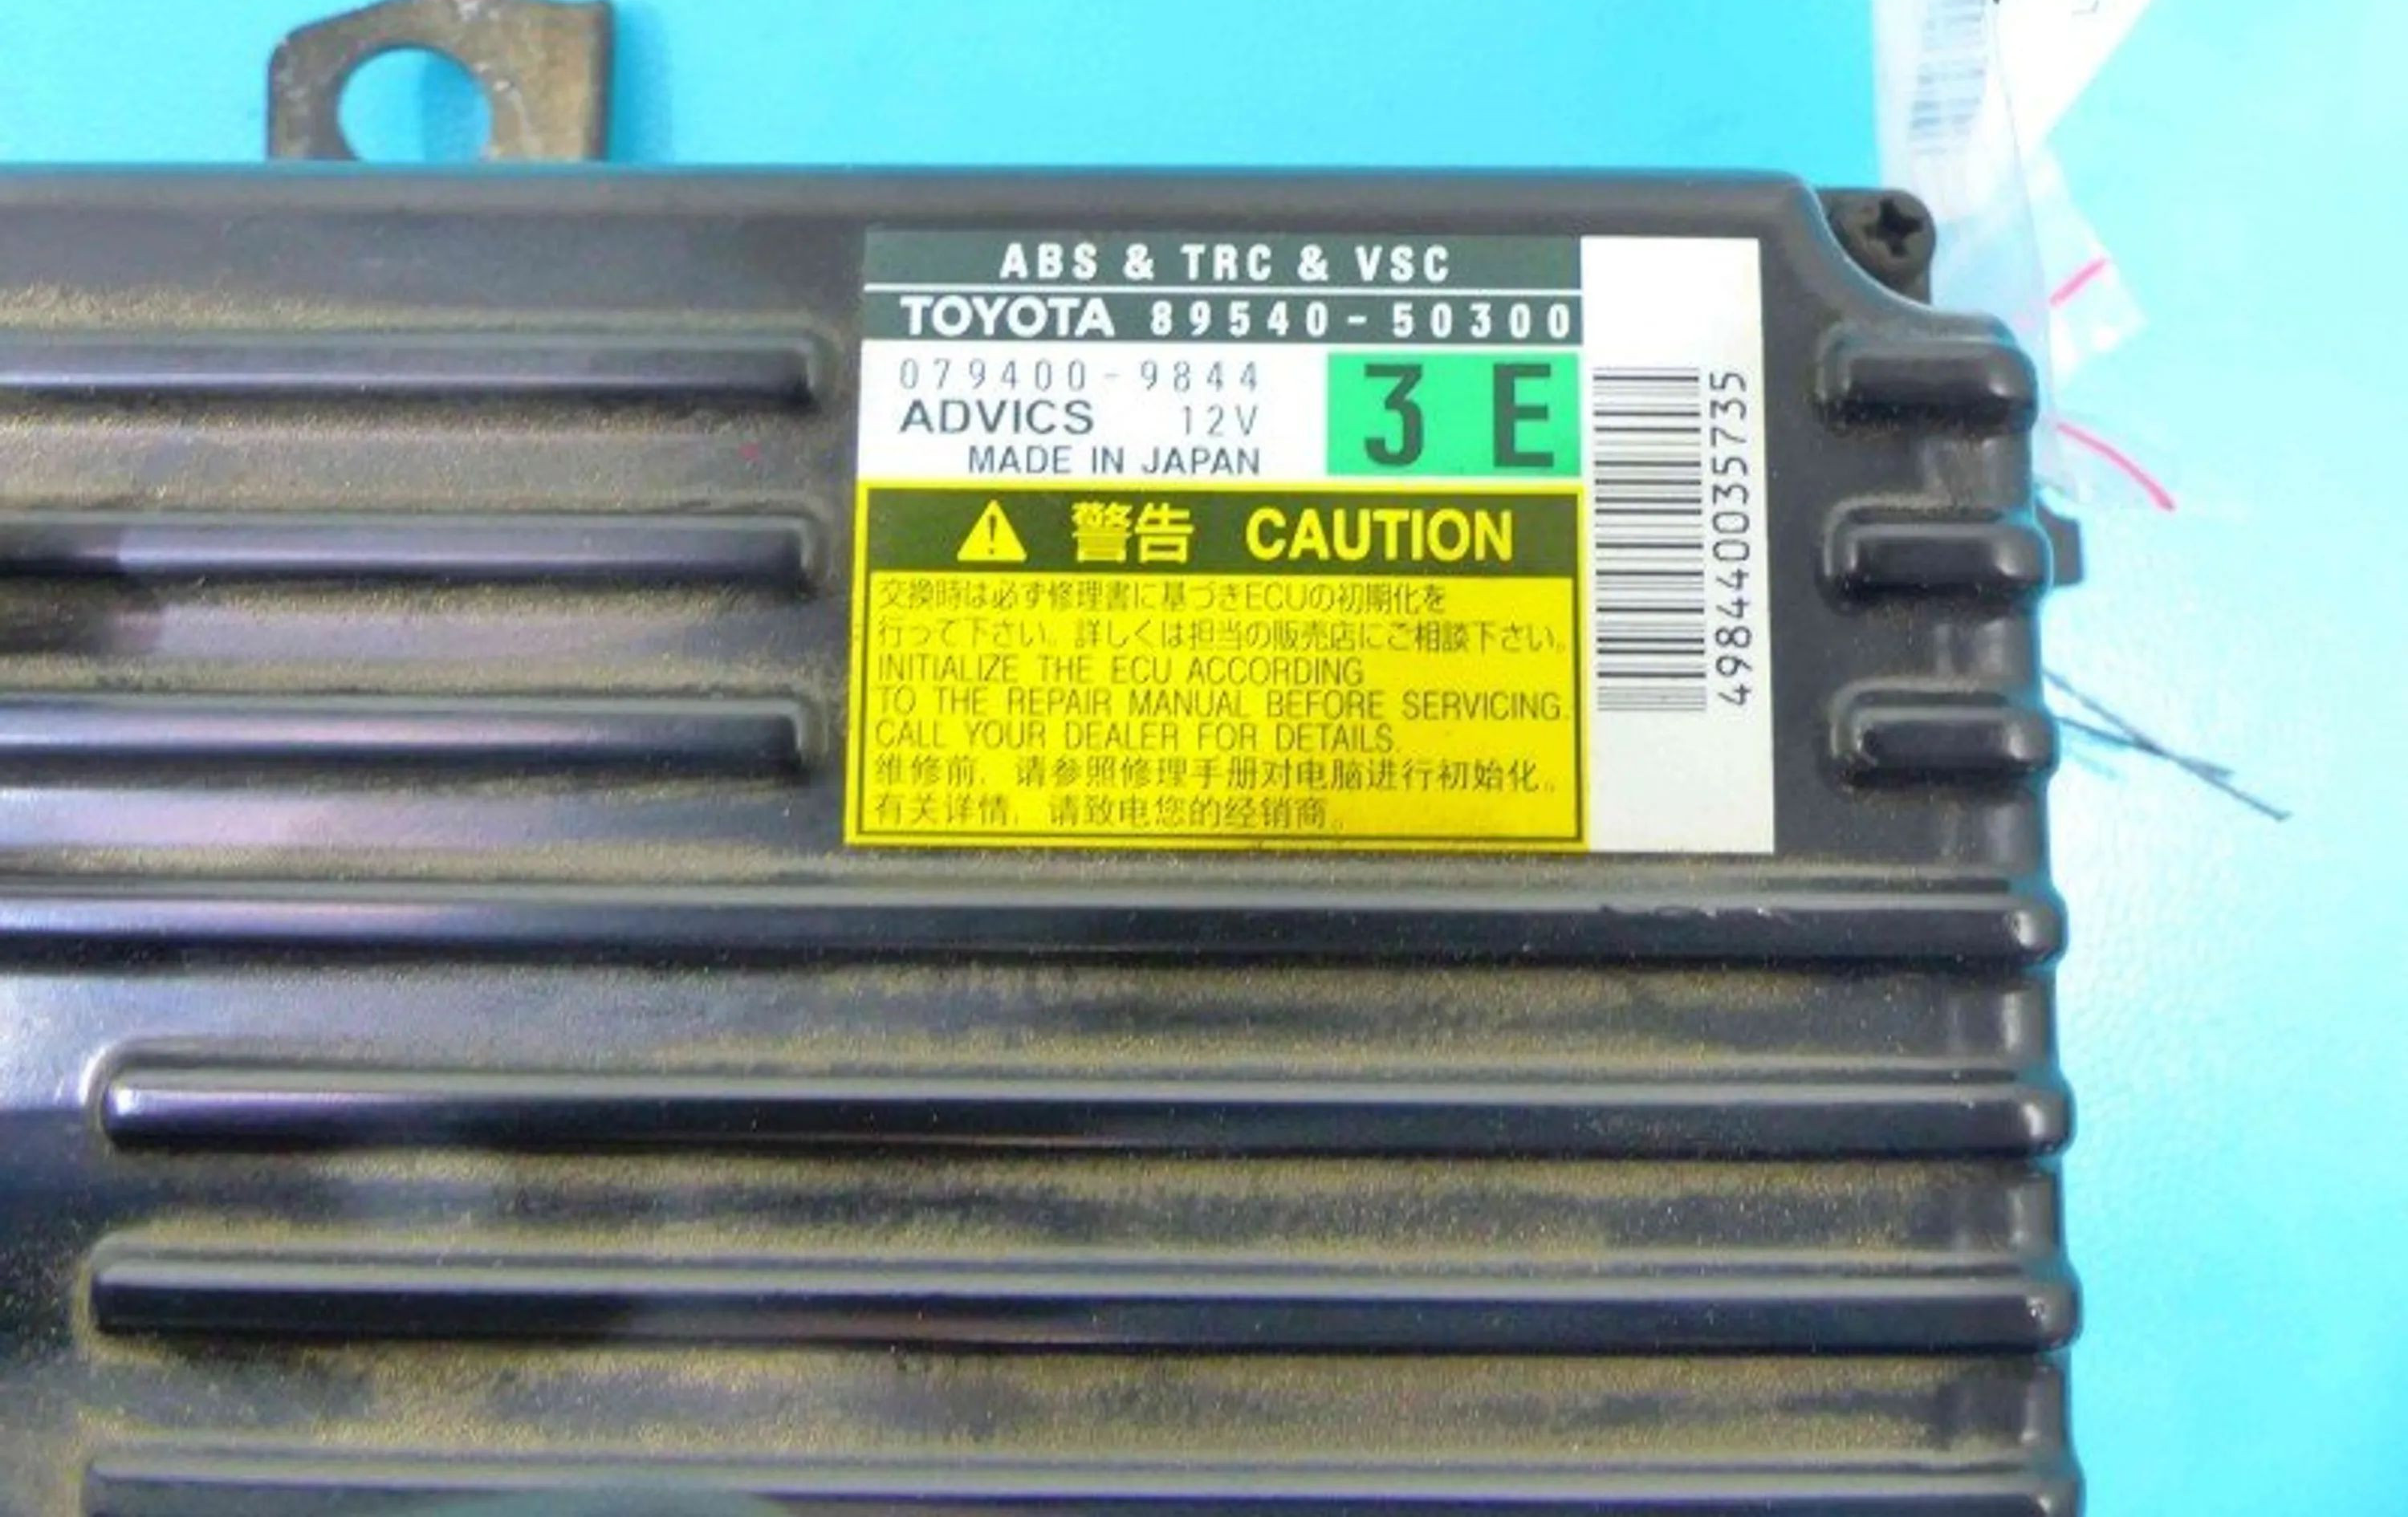 ABS & TRC & VSC
TOYOTA 89540-50300
079400-9844
ADVICS 12V
MADE IN JAPAN
3 E
警告 CAUTION
交換時は必ず修理書に基づきECUの初期化を
行って下さい。詳しくは担当の販売店にご相談下さい。
INITIALIZE THE ECU ACCORDING
TO THE REPAIR MANUAL BEFORE SERVICING.
CALL YOUR DEALER FOR DETAILS.
维修前，请参照修理手册对电脑进行初始化。
有关详情，请致电您的经销商。
498440035735